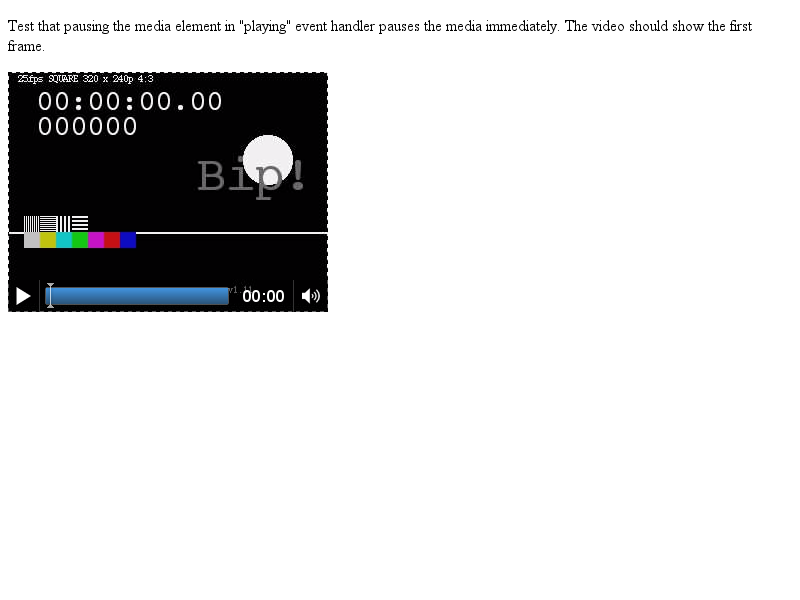 Test that pausing the media element in "playing" event handler pauses the media immediately. The video should show the first
frame.
25fps SQUARE 320 x 240p 4:3
00:00:00.00
000000
Bip!
00:00